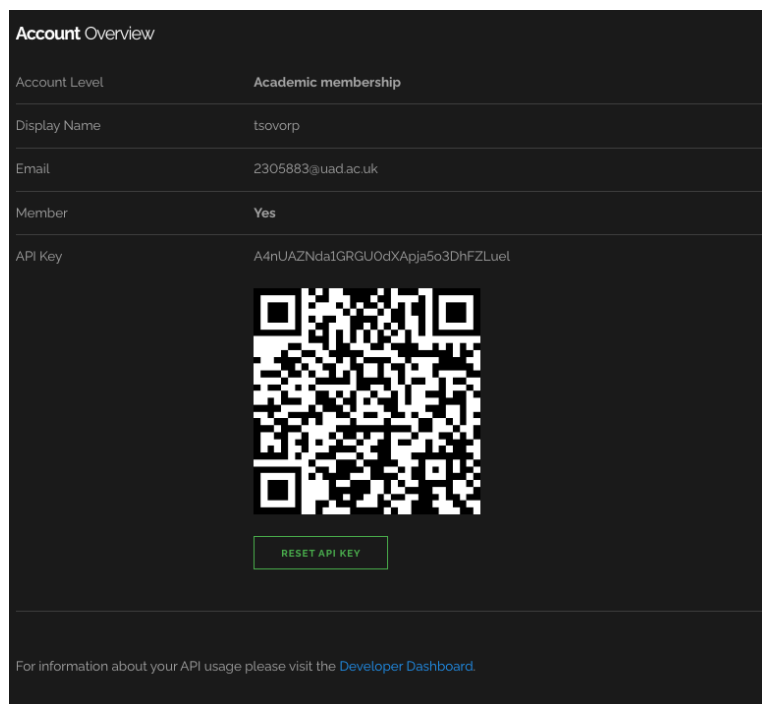 Account Overview
Account Level Academic membership
Display Name tsovorp
Email 2305883@uad.ac.uk
Member Yes
API Key
RESET API KEY
For information about your API usage please visit the Developer Dashboard.